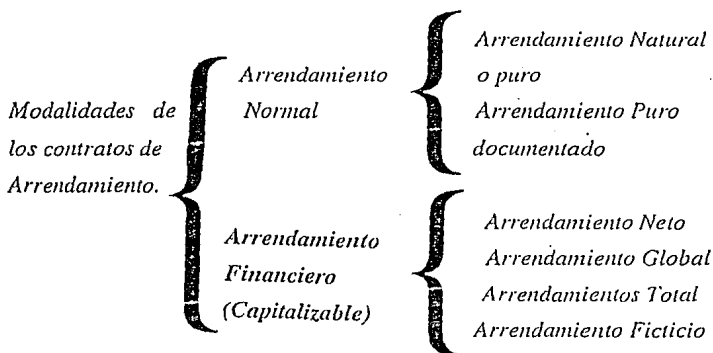 Modalidades de
los contratos de
Arrendamiento.
Arrendamiento
Normal
Arrendamiento Natural
o puro
Arrendamiento Puro
documentado
Arrendamiento
Financiero
(Capitalizable)
Arrendamiento Neto
Arrendamiento Global
Arrendamientos Total
Arrendamiento Ficticio